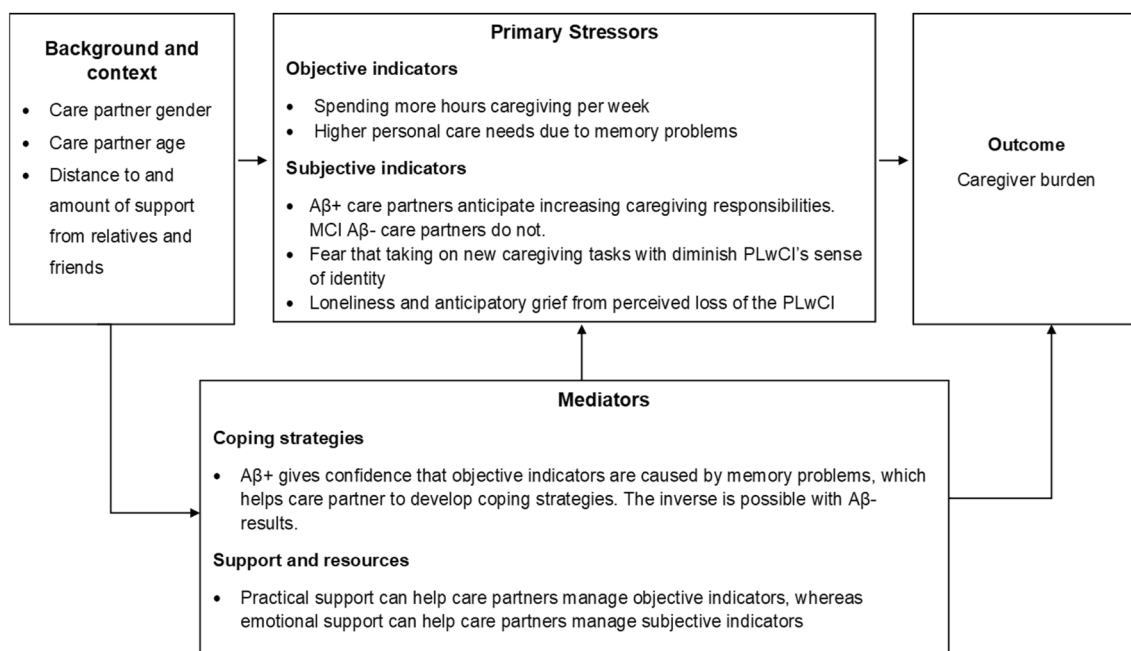 Background and
context
• Care partner gender
• Care partner age
• Distance to and
amount of support
from relatives and
friends
Primary Stressors
Objective indicators
• Spending more hours caregiving per week
• Higher personal care needs due to memory problems
Subjective indicators
• Aβ+ care partners anticipate increasing caregiving responsibilities.
MCI Aβ- care partners do not.
• Fear that taking on new caregiving tasks with diminish PLwCI’s sense
of identity
• Loneliness and anticipatory grief from perceived loss of the PLwCI
Outcome
Caregiver burden
Mediators
Coping strategies
• Aβ+ gives confidence that objective indicators are caused by memory problems, which
helps care partner to develop coping strategies. The inverse is possible with Aβ-
results.
Support and resources
• Practical support can help care partners manage objective indicators, whereas
emotional support can help care partners manage subjective indicators